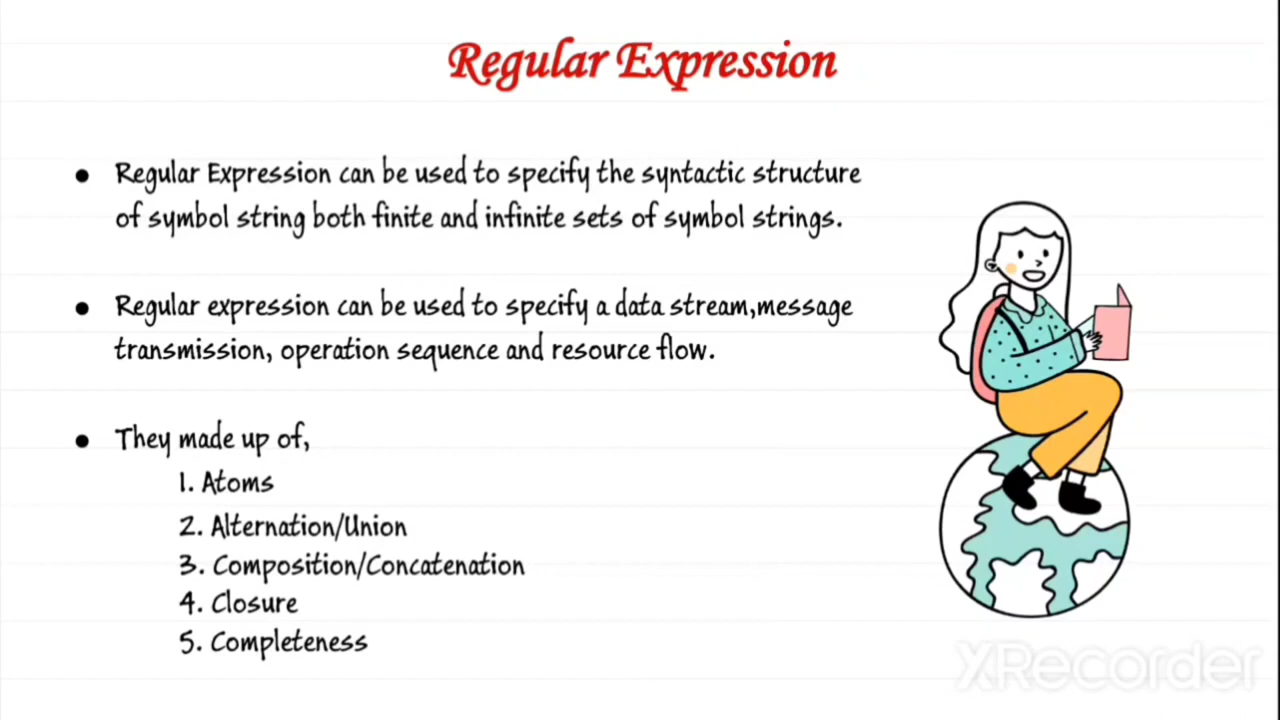 Regular Expression
• Regular Expression can be used to specify the syntactic structure
of symbol string both finite and infinite sets of symbol strings.
• Regular expression can be used to specify a data stream,message
transmission, operation sequence and resource flow.
• They made up of,
1. Atoms
2. Alternation/Union
3. Composition/Concatenation
4. Closure
5. Completeness
XRecorder